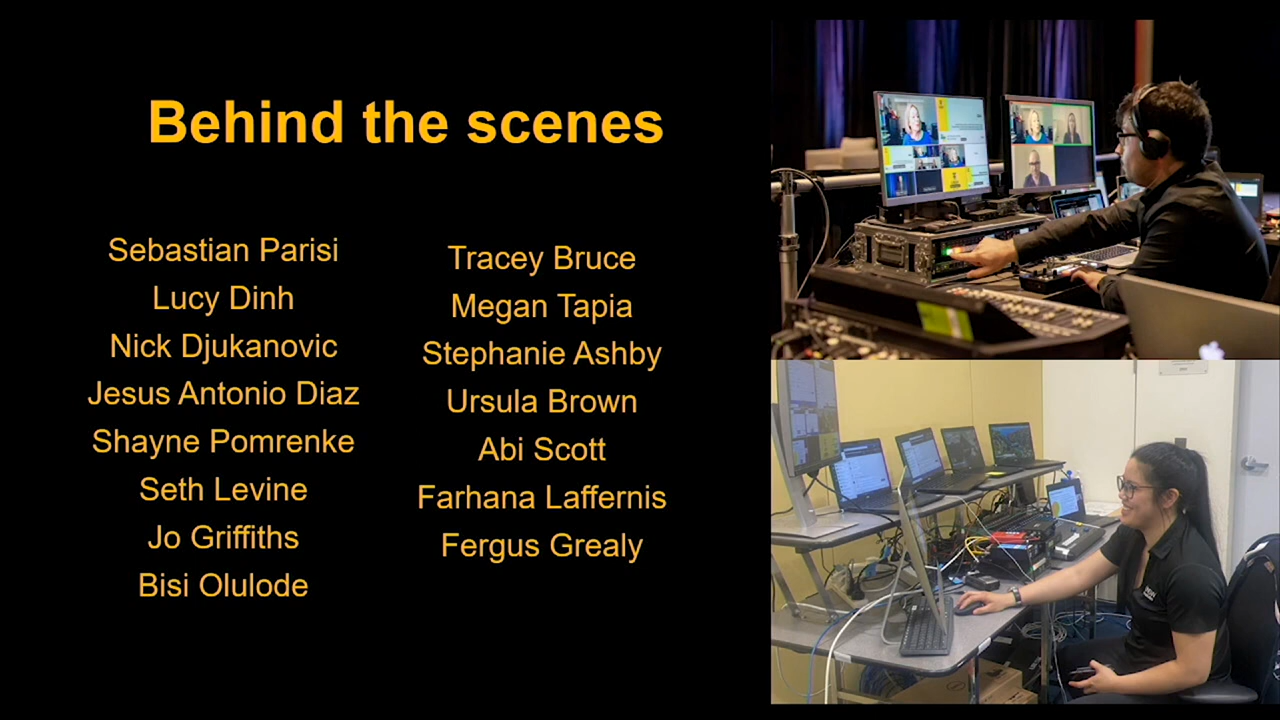 Behind the scenes
Sebastian Parisi
Lucy Dinh
Nick Djukanovic
Jesus Antonio Diaz
Shayne Pomrenke
Seth Levine
Jo Griffiths
Bisi Olulode
Tracey Bruce
Megan Tapia
Stephanie Ashby
Ursula Brown
Abi Scott
Farhana Laffernis
Fergus Grealy